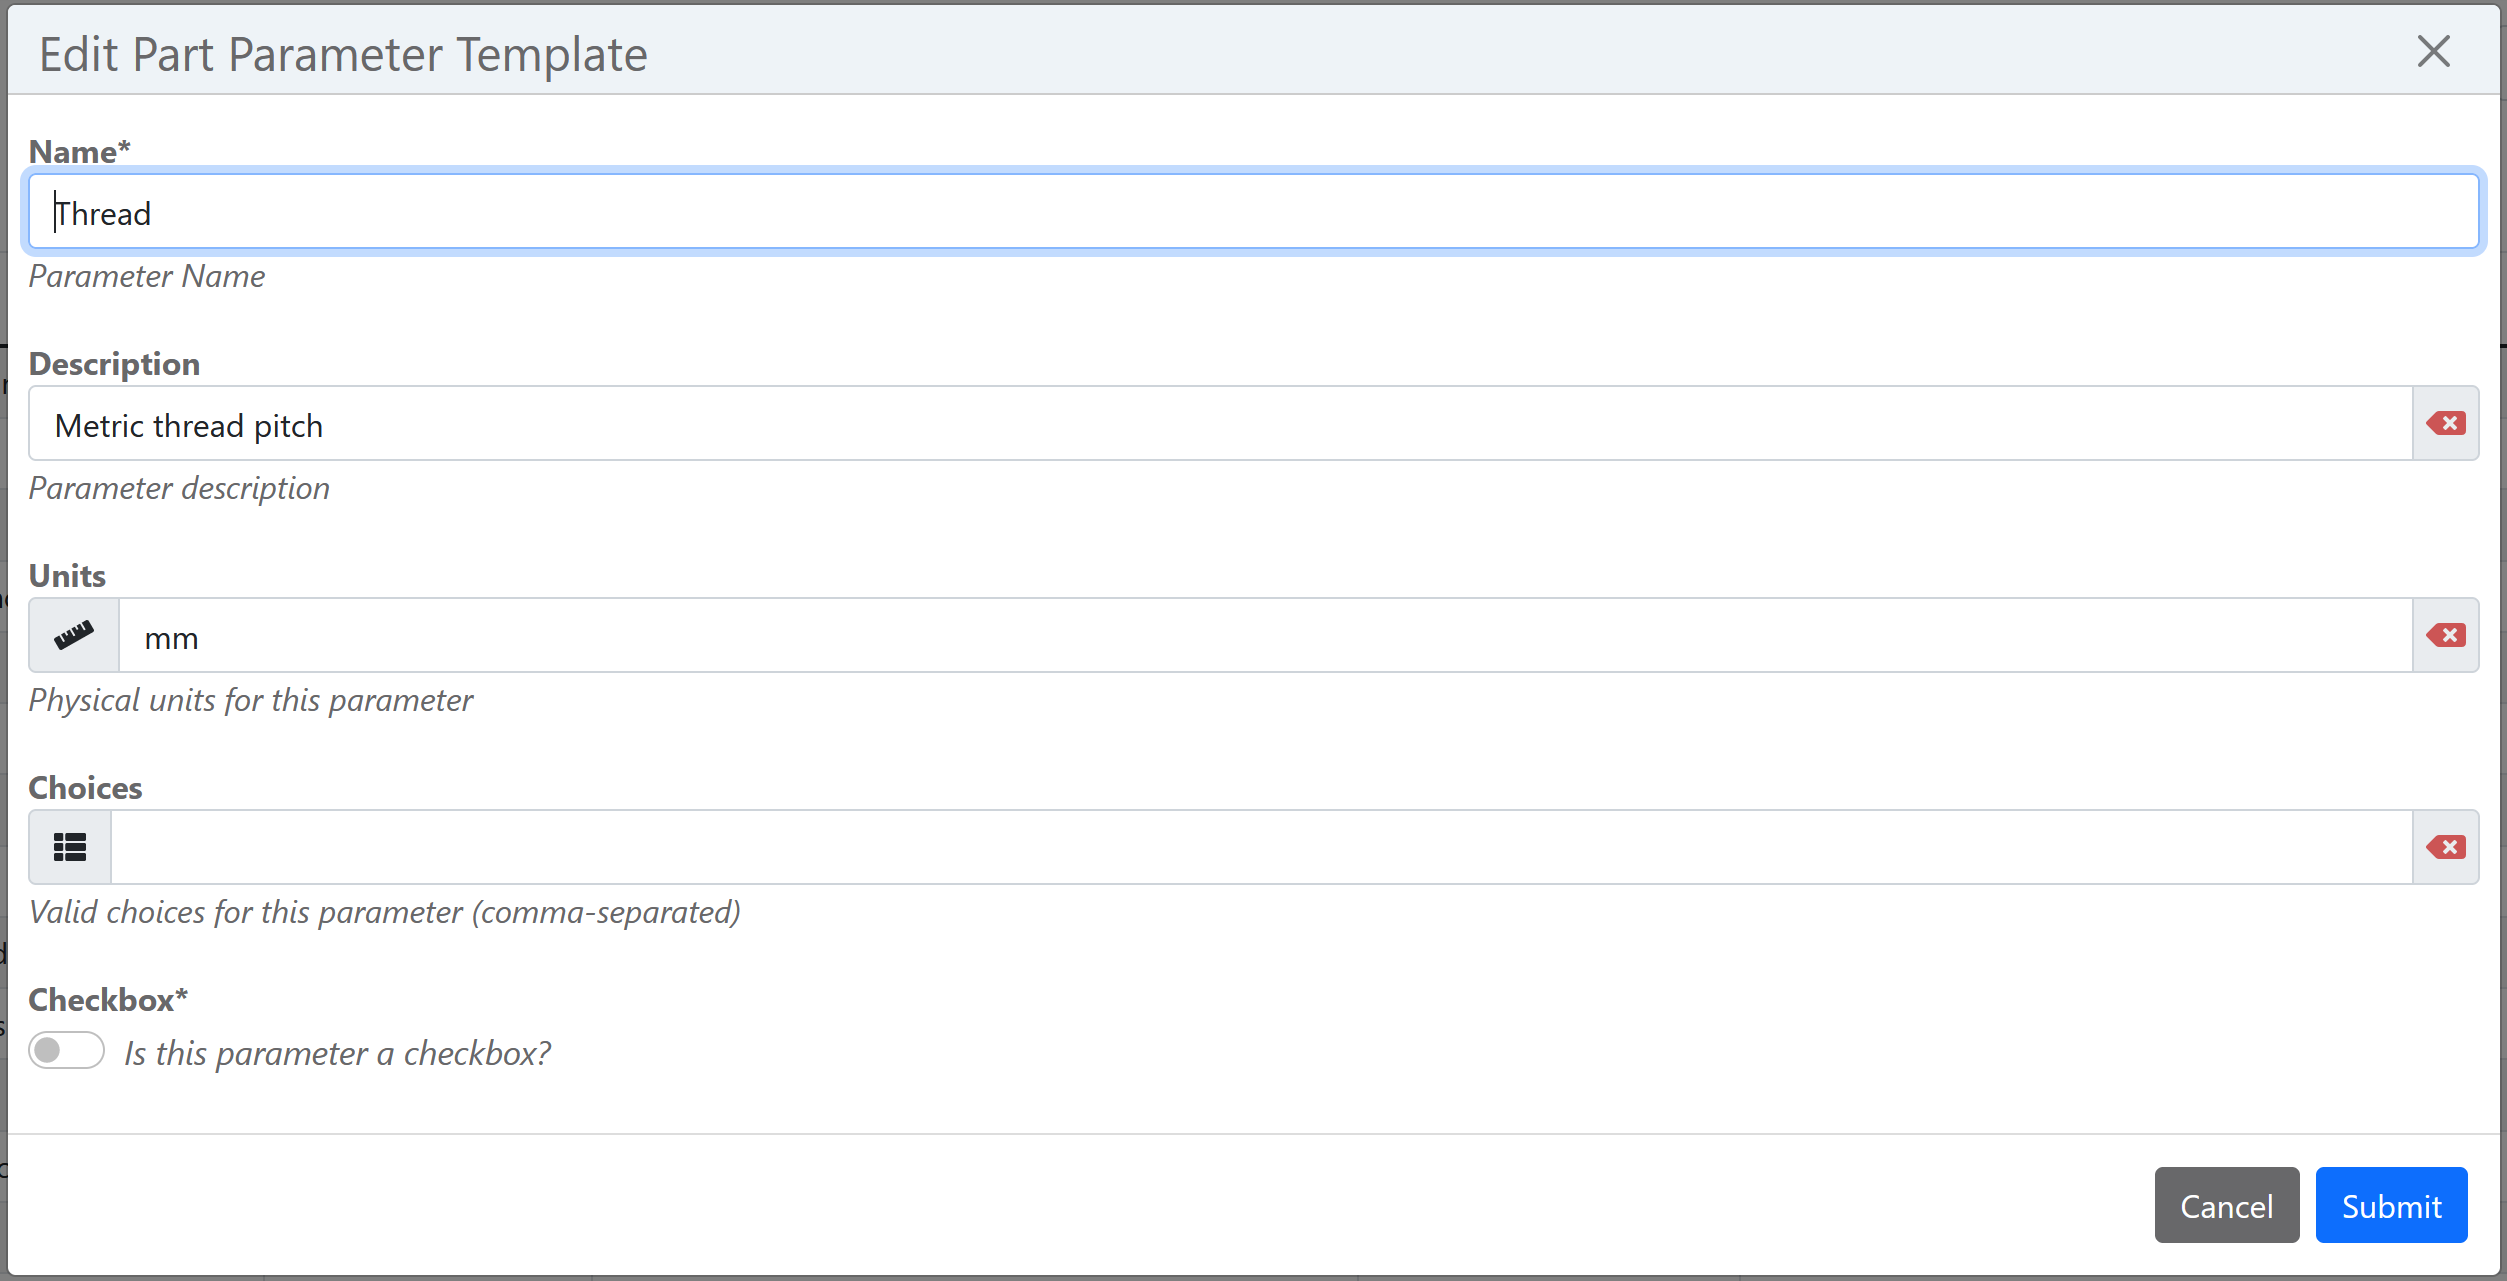 Edit Part Parameter Template
Name*
Thread
Parameter Name
Description
Metric thread pitch
Parameter description
Units
mm
Physical units for this parameter
Choices
Valid choices for this parameter (comma-separated)
Checkbox*
Is this parameter a checkbox?
Cancel Submit